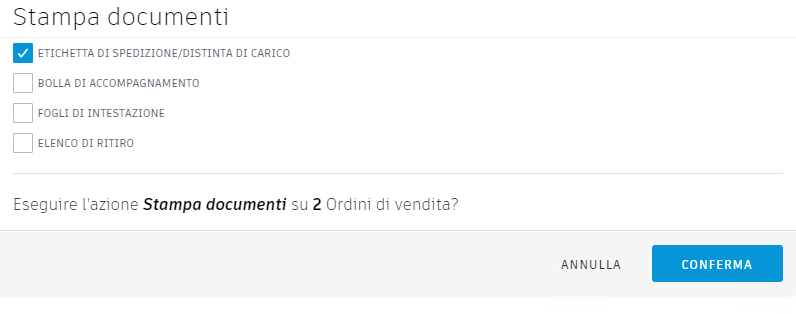 Stampa documenti
ETICHETTA DI SPEDIZIONE/DISTINTA DI CARICO
BOLLA DI ACCOMPAGNAMENTO
FOGLI DI INTESTAZIONE
ELENCO DI RITIRO
Eseguire l'azione Stampa documenti su 2 Ordini di vendita?
ANNULLA
CONFERMA